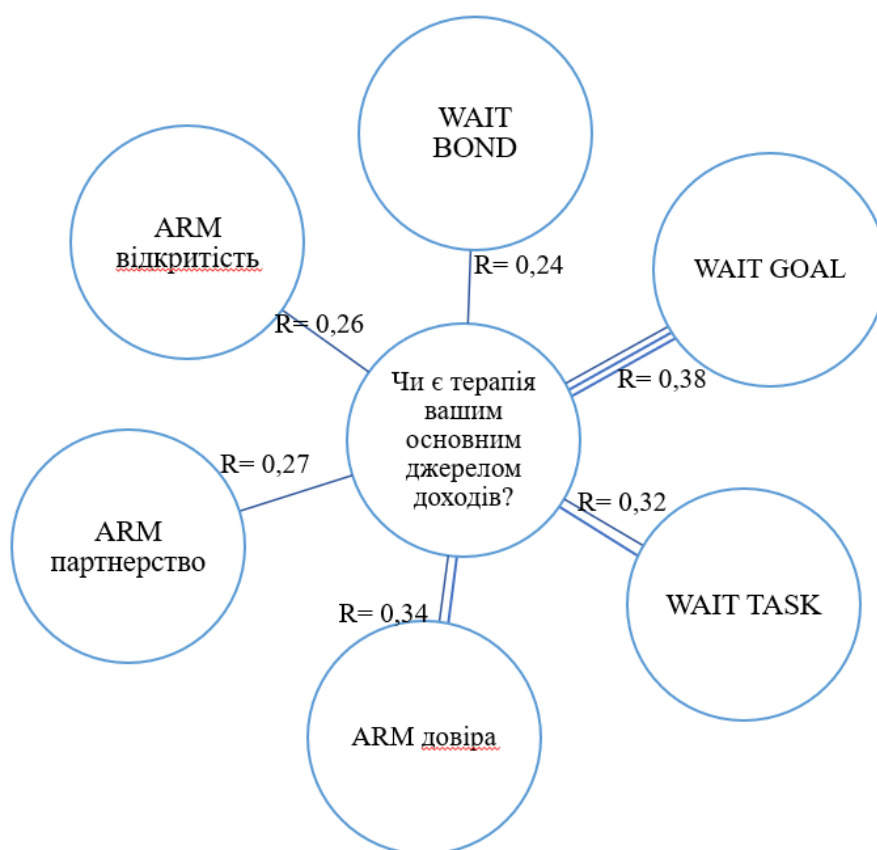 WAIT
BOND
ARM
відкритість
WAIT GOAL
R= 0,24
R= 0,26
R= 0,38
Чи є терапія
вашим
основним
джерелом
доходів?
R= 0,27
R= 0,32
ARM
партнерство
WAIT TASK
R= 0,34
ARM довіра